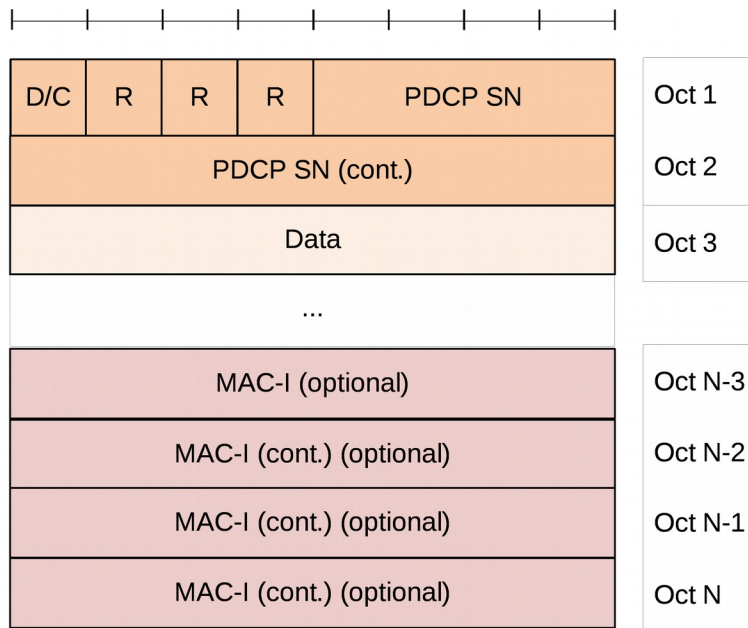 D/C R R R PDCP SN Oct 1
PDCP SN (cont.) Oct 2
Data Oct 3
...
MAC-I (optional) Oct N-3
MAC-I (cont.) (optional) Oct N-2
MAC-I (cont.) (optional) Oct N-1
MAC-I (cont.) (optional) Oct N